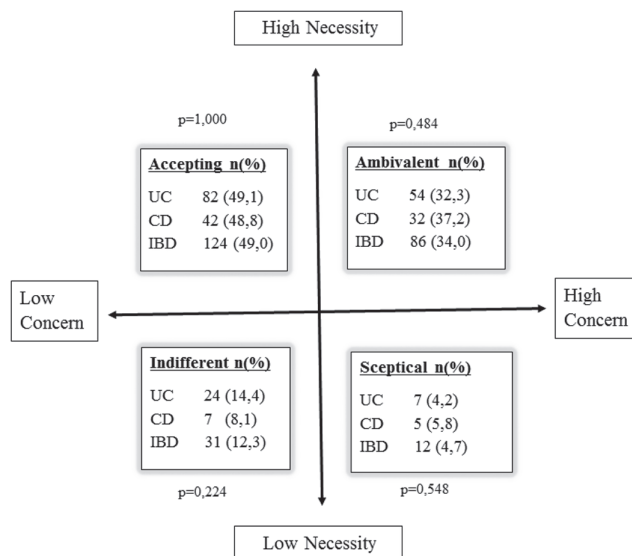 High Necessity
p=1,000
Accepting n(%)
UC 82 (49,1)
CD 42 (48,8)
IBD 124 (49,0)
p=0,484
Ambivalent n(%)
UC 54 (32,3)
CD 32 (37,2)
IBD 86 (34,0)
Low
Concern
High
Concern
Indifferent n(%)
UC 24 (14,4)
CD 7 (8,1)
IBD 31 (12,3)
p=0,224
Sceptical n(%)
UC 7 (4,2)
CD 5 (5,8)
IBD 12 (4,7)
p=0,548
Low Necessity